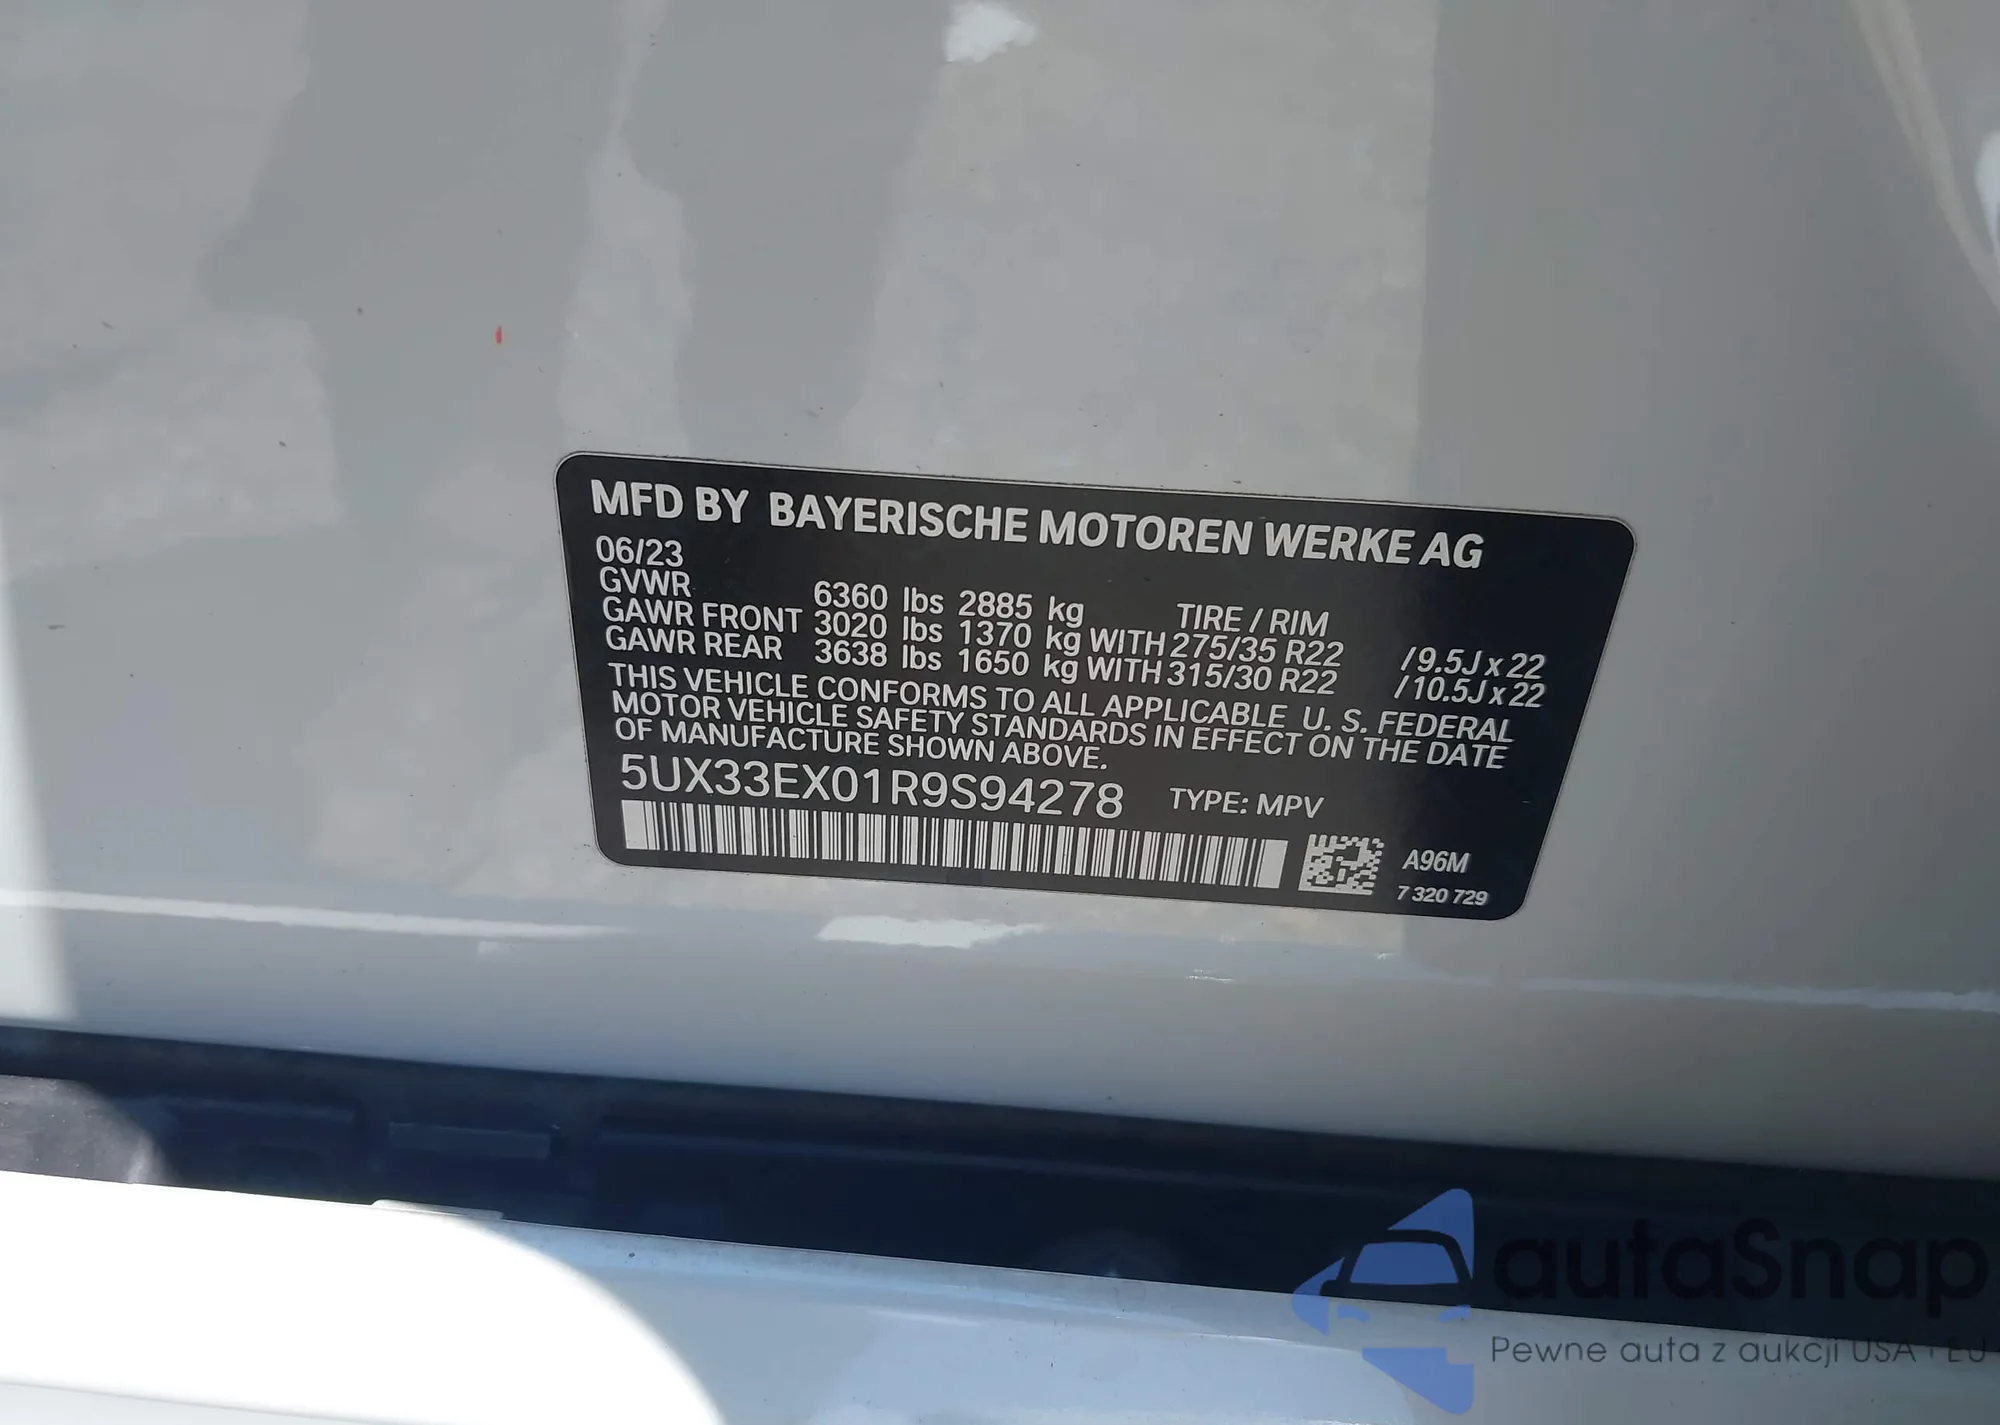 MFD BY BAYERISCHE MOTOREN WERKE AG
06/23
GVWR 6360 lbs 2885 kg TIRE / RIM
GAWR FRONT 3020 lbs 1370 kg WITH 275/35 R22 /9.5J x 22
GAWR REAR 3638 lbs 1650 kg WITH 315/30 R22 /10.5J x 22
THIS VEHICLE CONFORMS TO ALL APPLICABLE U. S. FEDERAL
MOTOR VEHICLE SAFETY STANDARDS IN EFFECT ON THE DATE
OF MANUFACTURE SHOWN ABOVE.
5UX33EX01R9S94278 TYPE: MPV
A96M
7 320 729
autaSnap
Pewne auta z aukcji USA i EU